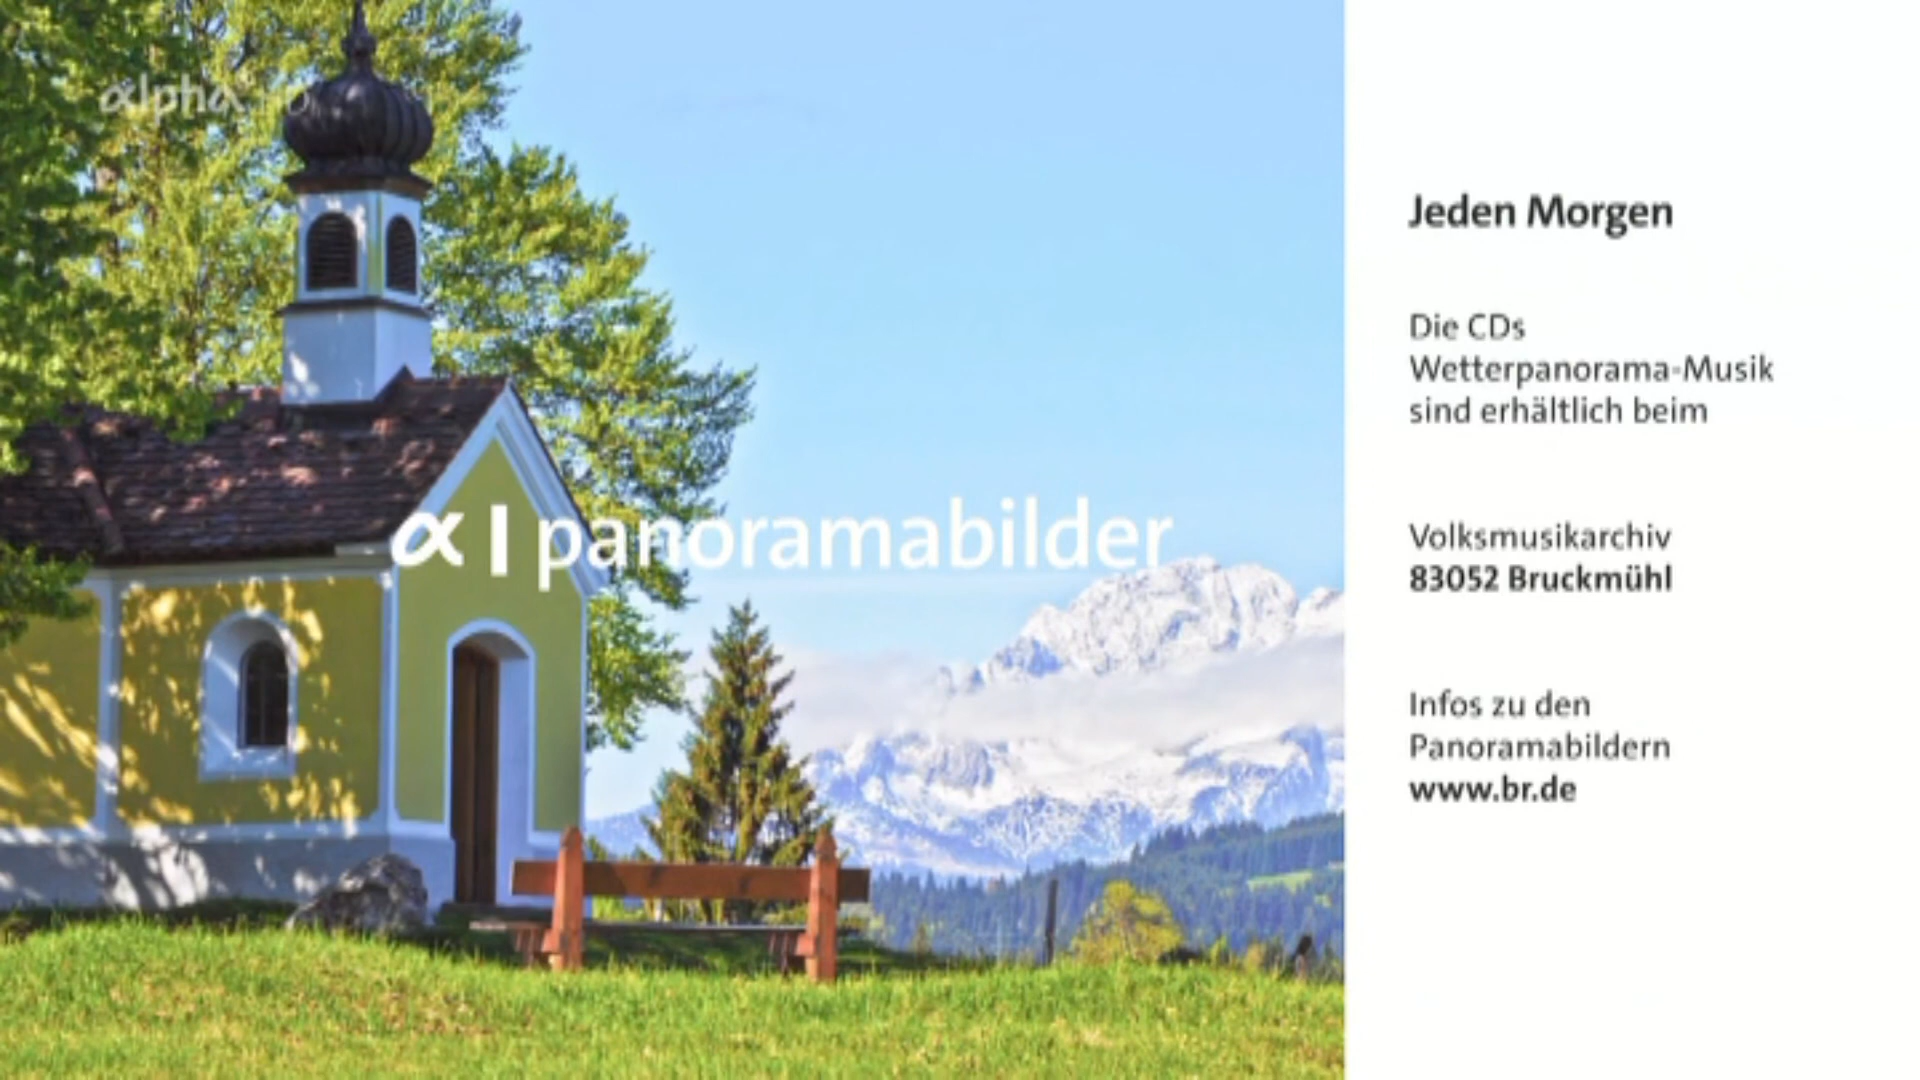 alpha HD
α | panoramabilder
Jeden Morgen
Die CDs
Wetterpanorama-Musik
sind erhältlich beim
Volksmusikarchiv
83052 Bruckmühl
Infos zu den
Panoramabildern
www.br.de